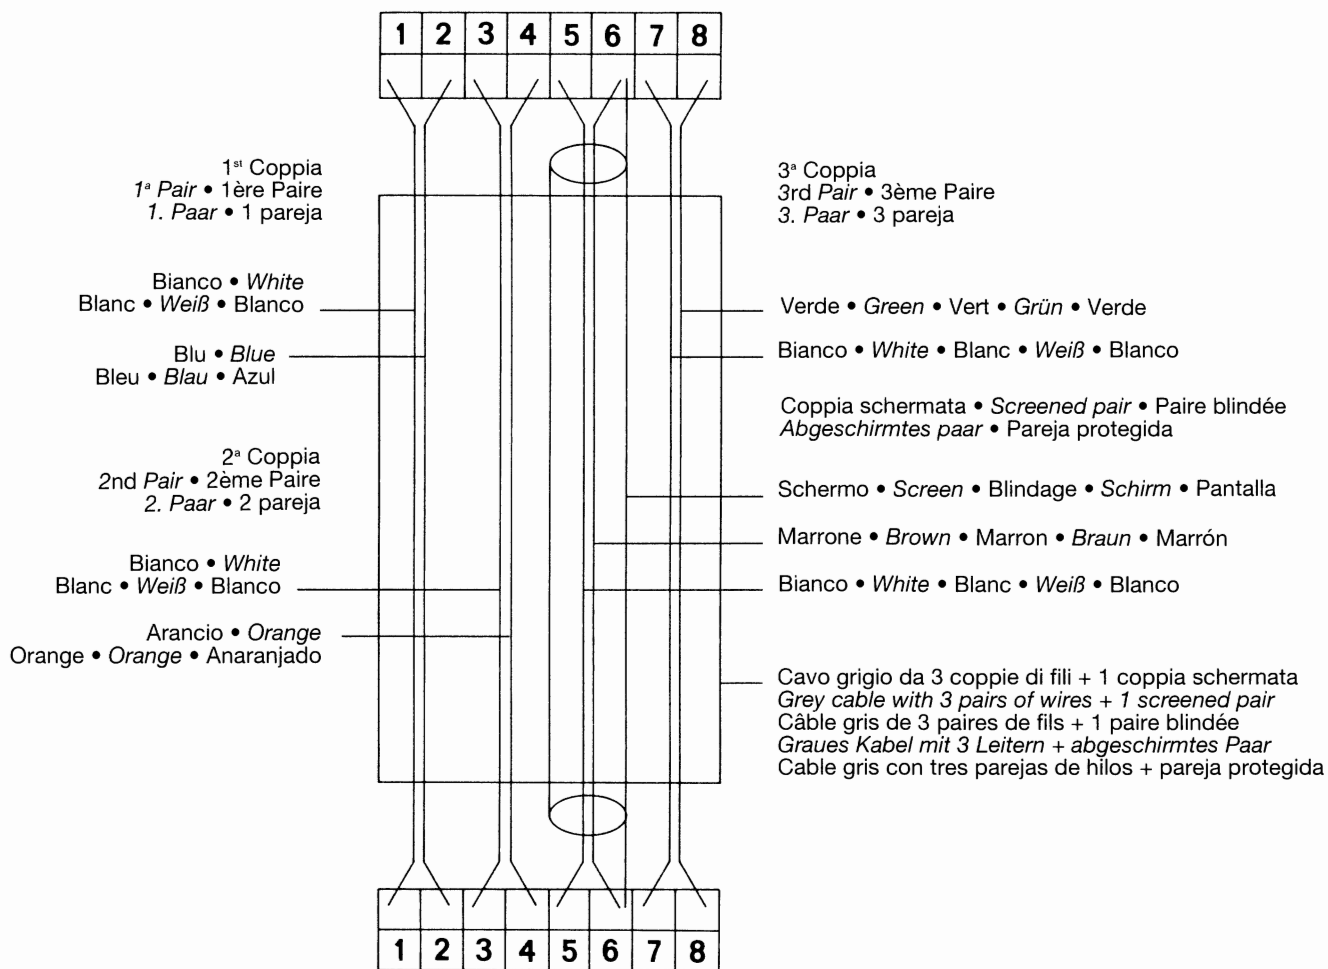 1 2 3 4 5 6 7 8
1st Coppia
1ª Pair • 1ère Paire
1. Paar • 1 pareja
Bianco • White
Blanc • Weiß • Blanco
Blu • Blue
Bleu • Blau • Azul
2ª Coppia
2nd Pair • 2ème Paire
2. Paar • 2 pareja
Bianco • White
Blanc • Weiß • Blanco
Arancio • Orange
Orange • Orange • Anaranjado
3ª Coppia
3rd Pair • 3ème Paire
3. Paar • 3 pareja
Verde • Green • Vert • Grün • Verde
Bianco • White • Blanc • Weiß • Blanco
Coppia schermata • Screened pair • Paire blindée
Abgeschirmtes paar • Pareja protegida
Schermo • Screen • Blindage • Schirm • Pantalla
Marrone • Brown • Marron • Braun • Marrón
Bianco • White • Blanc • Weiß • Blanco
Cavo grigio da 3 coppie di fili + 1 coppia schermata
Grey cable with 3 pairs of wires + 1 screened pair
Câble gris de 3 paires de fils + 1 paire blindée
Graues Kabel mit 3 Leitern + abgeschirmtes Paar
Cable gris con tres parejas de hilos + pareja protegida
1 2 3 4 5 6 7 8